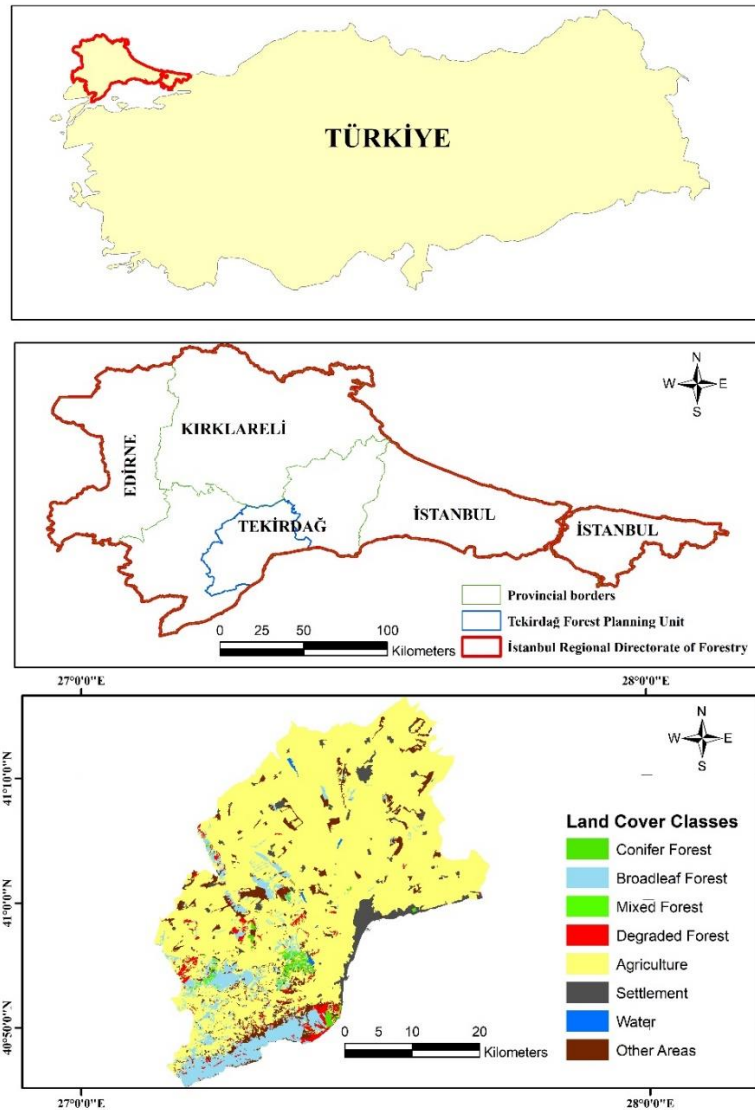 TÜRKİYE
N
W E
S
KIRKLARELİ
EDİRNE
TEKİRDAĞ
İSTANBUL
İSTANBUL
Provincial borders
Tekirdağ Forest Planning Unit
İstanbul Regional Directorate of Forestry
0 25 50 100
Kilometers
27°0'0"E 28°0'0"E
N
W E
S
41°10'0"N
41°0'0"N
40°50'0"N
Land Cover Classes
Conifer Forest
Broadleaf Forest
Mixed Forest
Degraded Forest
Agriculture
Settlement
Water
Other Areas
0 5 10 20
Kilometers
27°0'0"E 28°0'0"E